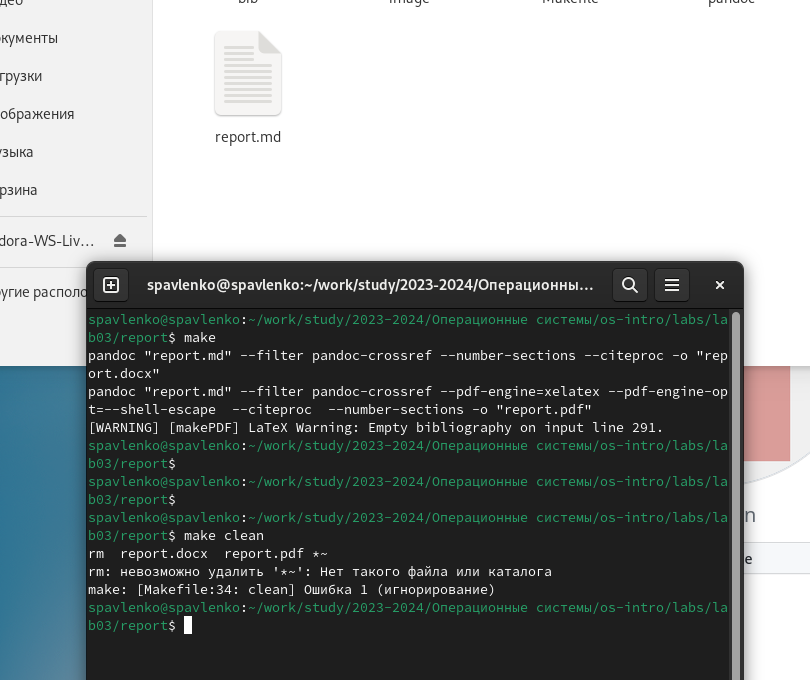 bib
image
Makefile
pandoc
део
окументы
грузки
ображения
узыка
рзина
dora-WS-Liv...
угие располо
report.md
spavlenko@spavlenko:~/work/study/2023-2024/Операционны...
spavlenko@spavlenko:~/work/study/2023-2024/Операционные системы/os-intro/labs/la
b03/report$ make
pandoc "report.md" --filter pandoc-crossref --number-sections --citeproc -o "rep
ort.docx"
pandoc "report.md" --filter pandoc-crossref --pdf-engine=xelatex --pdf-engine-op
t=--shell-escape  --citeproc  --number-sections -o "report.pdf"
[WARNING] [makePDF] LaTeX Warning: Empty bibliography on input line 291.
spavlenko@spavlenko:~/work/study/2023-2024/Операционные системы/os-intro/labs/la
b03/report$
spavlenko@spavlenko:~/work/study/2023-2024/Операционные системы/os-intro/labs/la
b03/report$
spavlenko@spavlenko:~/work/study/2023-2024/Операционные системы/os-intro/labs/la
b03/report$ make clean
rm  report.docx  report.pdf *~
rm: невозможно удалить '*~': Нет такого файла или каталога
make: [Makefile:34: clean] Ошибка 1 (игнорирование)
spavlenko@spavlenko:~/work/study/2023-2024/Операционные системы/os-intro/labs/la
b03/report$
n
e